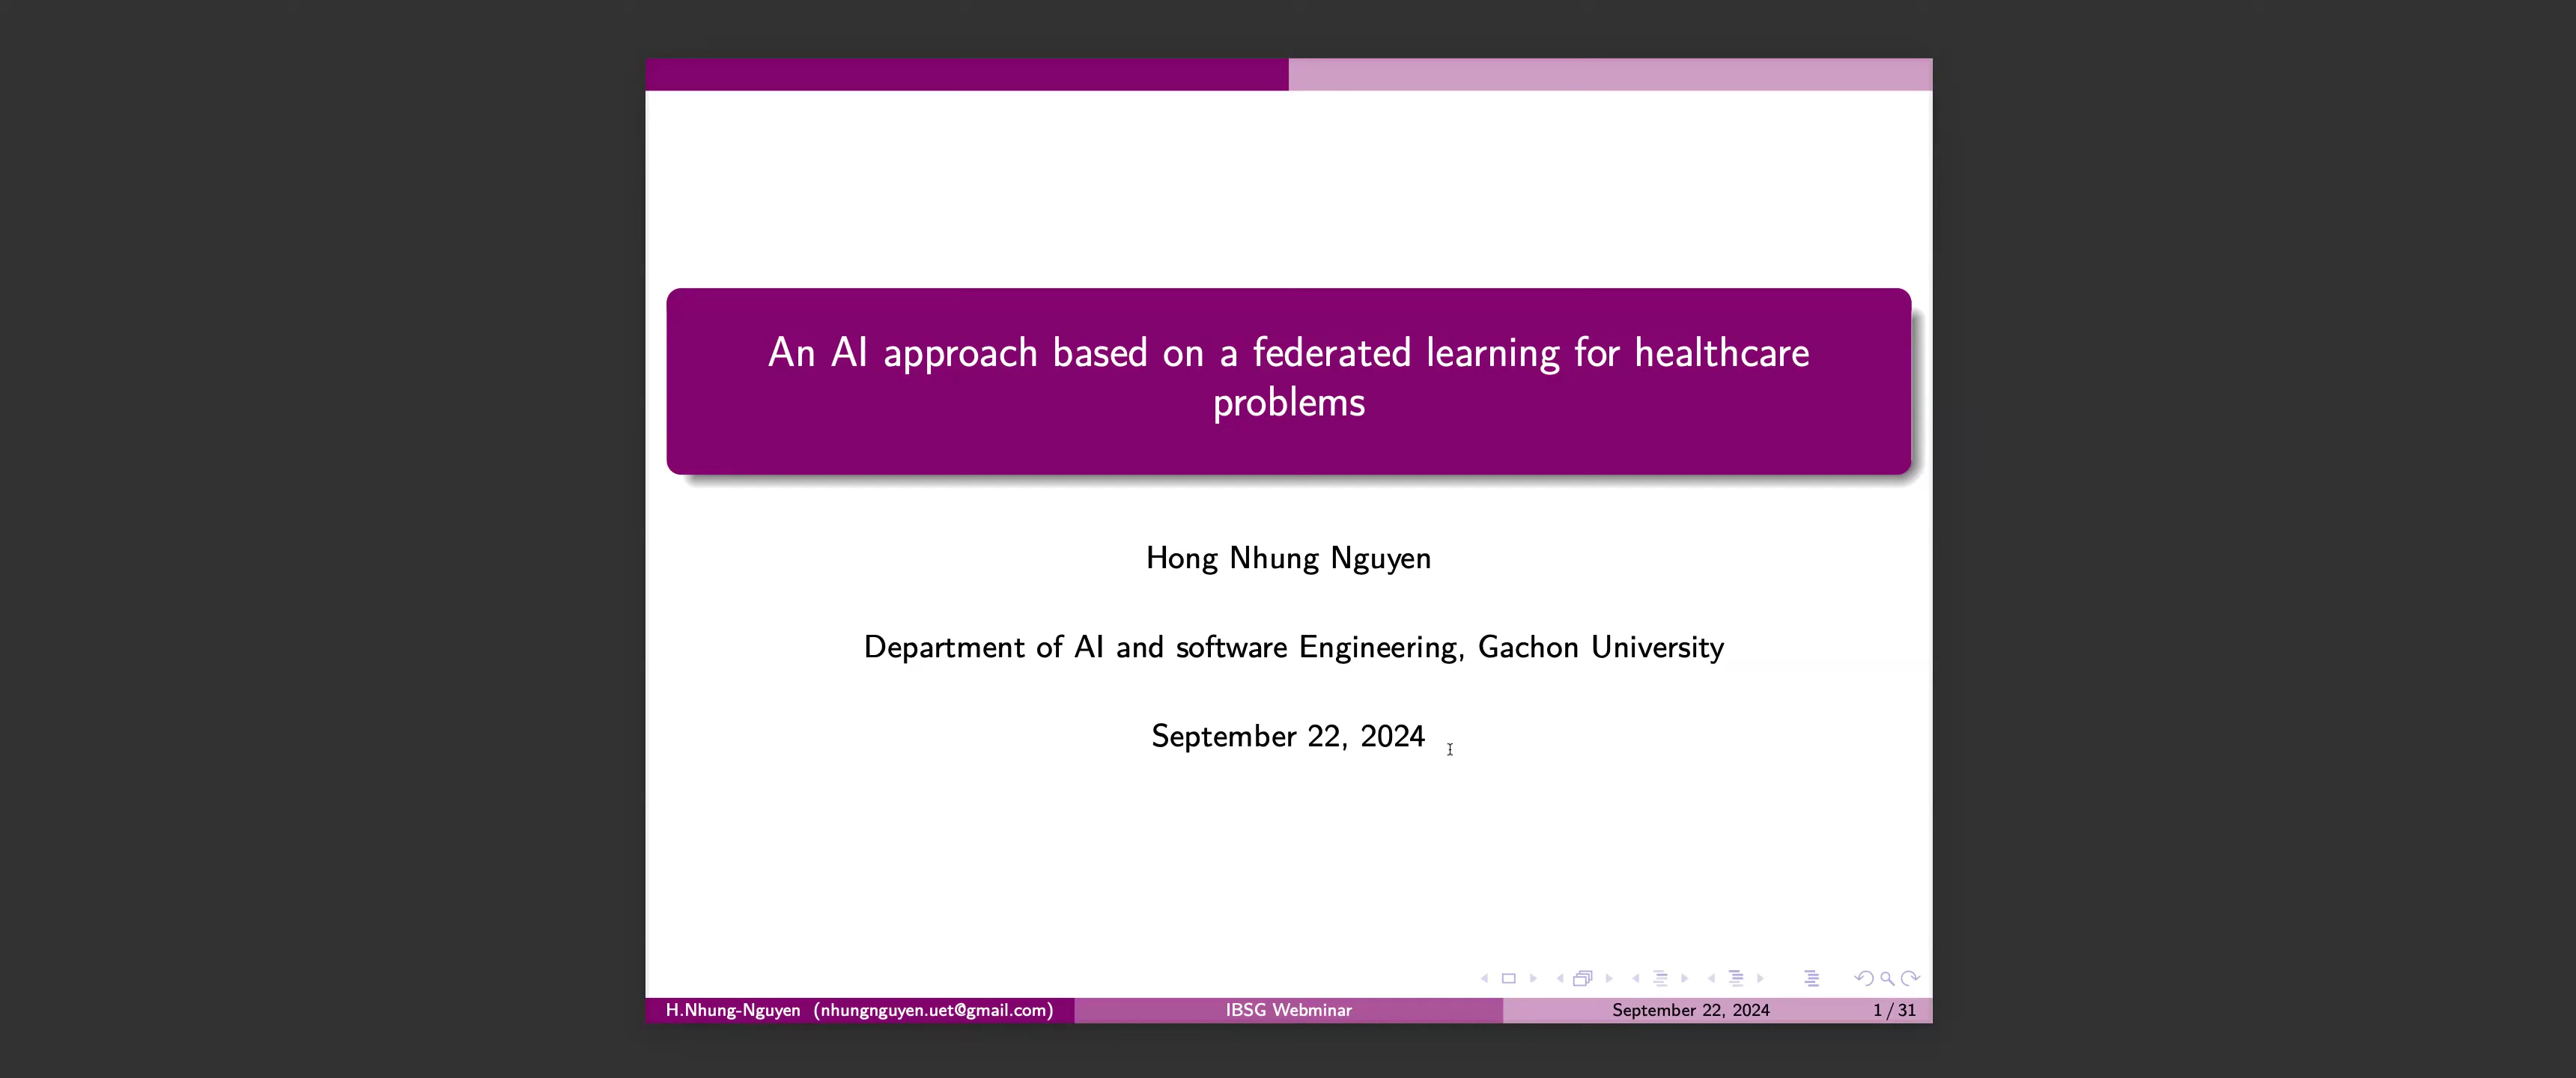 An AI approach based on a federated learning for healthcare
problems
Hong Nhung Nguyen
Department of AI and software Engineering, Gachon University
September 22, 2024
H.Nhung-Nguyen (nhungnguyen.uet@gmail.com)
IBSG Webminar
September 22, 2024
1 / 31